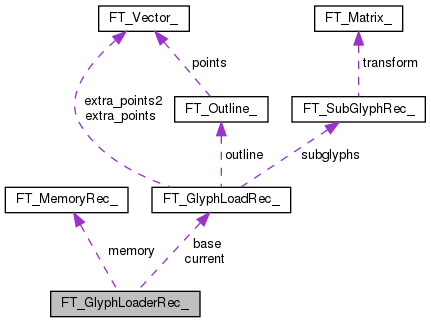 FT_Vector_
FT_Matrix_
points
transform
extra_points2
extra_points
FT_Outline_
FT_SubGlyphRec_
outline
subglyphs
FT_MemoryRec_
FT_GlyphLoadRec_
memory
base
current
FT_GlyphLoaderRec_